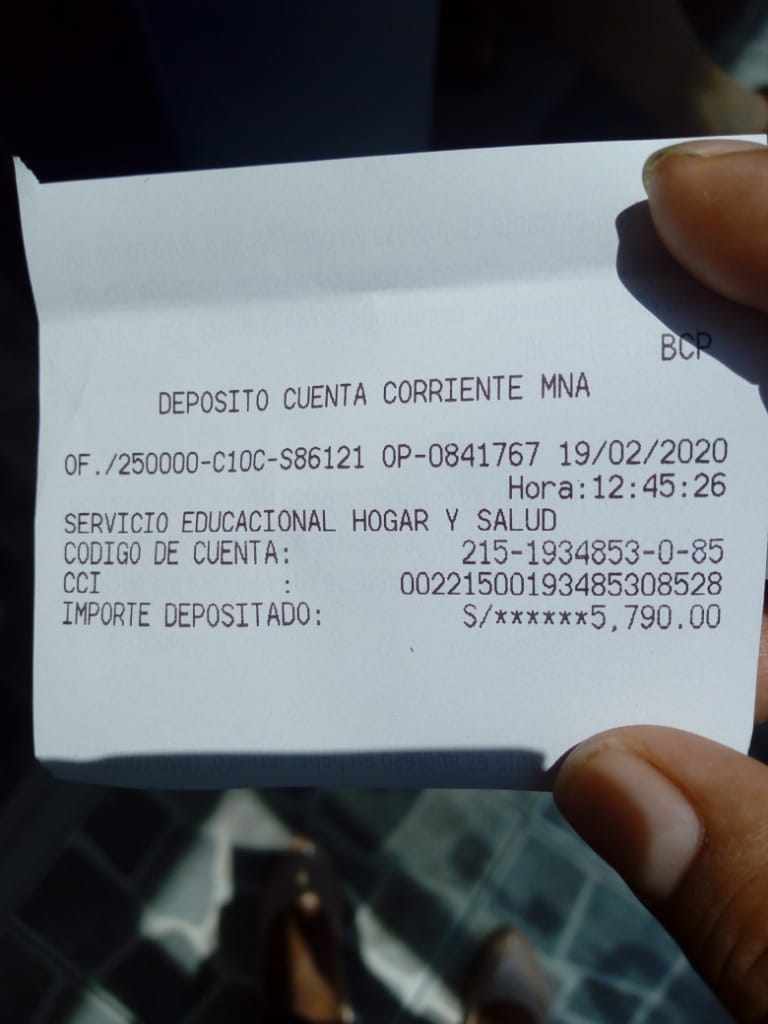 BCP
DEPOSITO CUENTA CORRIENTE MNA
OF./250000-C10C-S86121 OP-0841767 19/02/2020
Hora:12:45:26
SERVICIO EDUCACIONAL HOGAR Y SALUD
CODIGO DE CUENTA: 215-1934853-0-85
CCI : 00221500193485308528
IMPORTE DEPOSITADO: S/******5,790.00